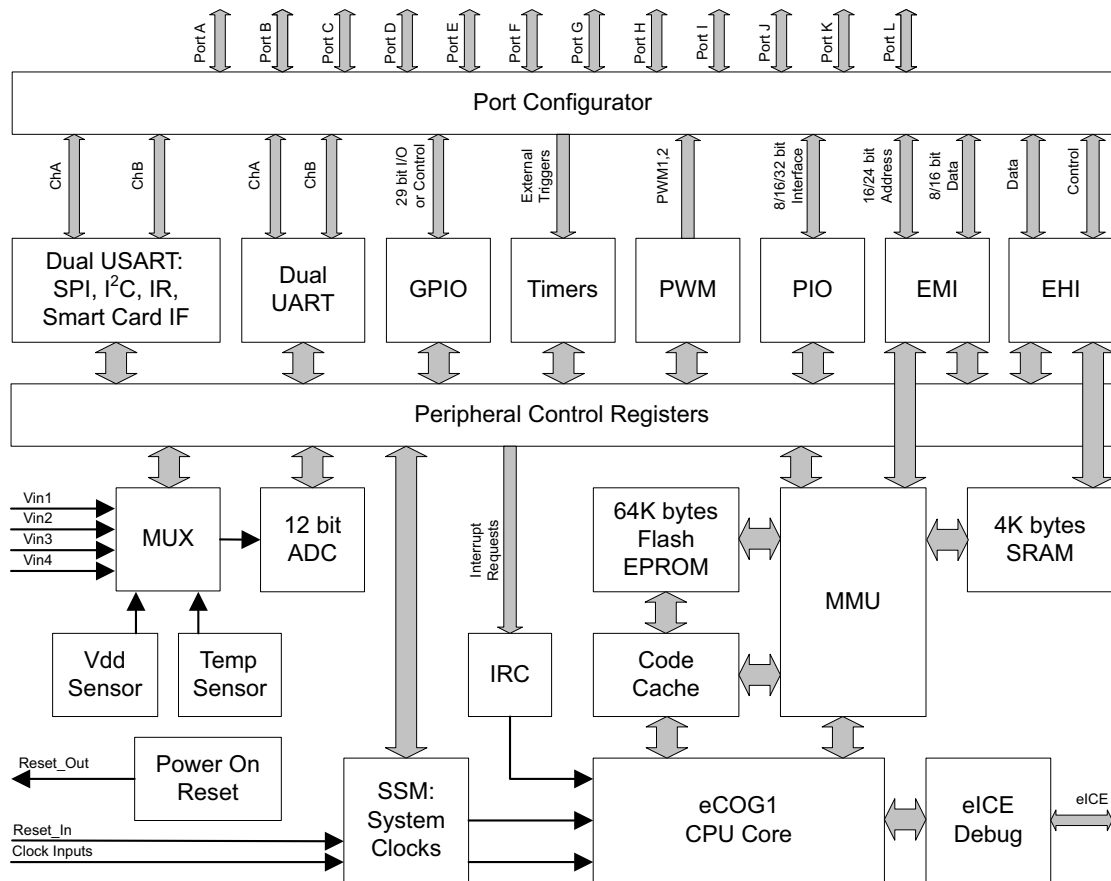 Port A
Port B
Port C
Port D
Port E
Port F
Port G
Port H
Port I
Port J
Port K
Port L
Port Configurator
ChA
ChB
ChA
ChB
29 bit I/O
or Control
External
Triggers
PWM1,2
8/16/32 bit
Interface
16/24 bit
Address
8/16 bit
Data
Data
Control
Dual USART:
SPI, I²C, IR,
Smart Card IF
Dual
UART
GPIO
Timers
PWM
PIO
EMI
EHI
Peripheral Control Registers
Vin1
Vin2
Vin3
Vin4
MUX
12 bit
ADC
Interrupt
Requests
64K bytes
Flash
EPROM
MMU
4K bytes
SRAM
Vdd
Sensor
Temp
Sensor
IRC
Code
Cache
Reset_Out
Power On
Reset
Reset_In
Clock Inputs
SSM:
System
Clocks
eCOG1
CPU Core
eICE
Debug
eICE